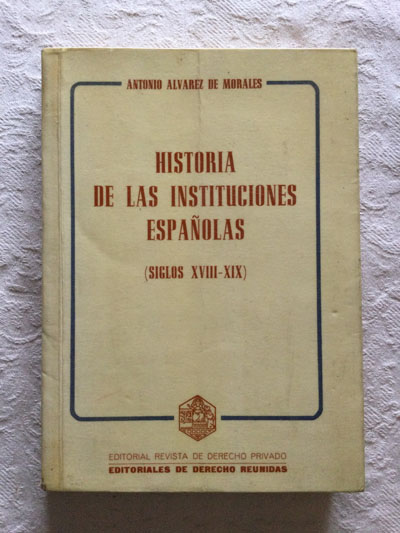 ANTONIO ALVAREZ DE MORALES
HISTORIA
DE LAS INSTITUCIONES
ESPAÑOLAS
(SIGLOS XVIII-XIX)
EDITORIAL REVISTA DE DERECHO PRIVADO
EDITORIALES DE DERECHO REUNIDAS